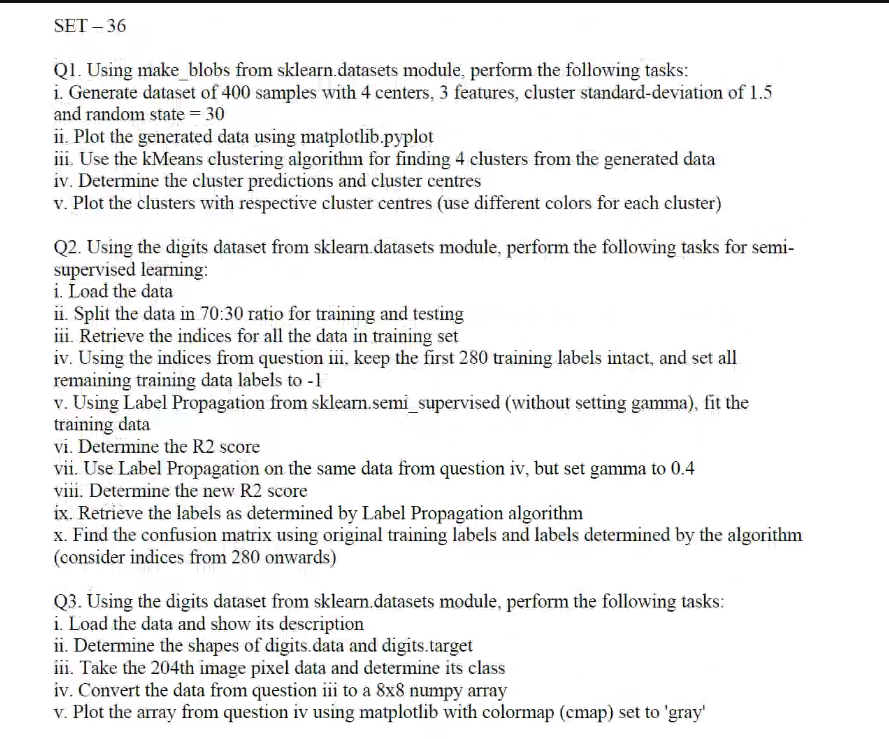 SET – 36
Q1. Using make_blobs from sklearn.datasets module, perform the following tasks:
i. Generate dataset of 400 samples with 4 centers, 3 features, cluster standard-deviation of 1.5
and random state = 30
ii. Plot the generated data using matplotlib.pyplot
iii. Use the kMeans clustering algorithm for finding 4 clusters from the generated data
iv. Determine the cluster predictions and cluster centres
v. Plot the clusters with respective cluster centres (use different colors for each cluster)
Q2. Using the digits dataset from sklearn.datasets module, perform the following tasks for semi-
supervised learning:
i. Load the data
ii. Split the data in 70:30 ratio for training and testing
iii. Retrieve the indices for all the data in training set
iv. Using the indices from question iii, keep the first 280 training labels intact, and set all
remaining training data labels to -1
v. Using Label Propagation from sklearn.semi_supervised (without setting gamma), fit the
training data
vi. Determine the R2 score
vii. Use Label Propagation on the same data from question iv, but set gamma to 0.4
viii. Determine the new R2 score
ix. Retrieve the labels as determined by Label Propagation algorithm
x. Find the confusion matrix using original training labels and labels determined by the algorithm
(consider indices from 280 onwards)
Q3. Using the digits dataset from sklearn.datasets module, perform the following tasks:
i. Load the data and show its description
ii. Determine the shapes of digits.data and digits.target
iii. Take the 204th image pixel data and determine its class
iv. Convert the data from question iii to a 8x8 numpy array
v. Plot the array from question iv using matplotlib with colormap (cmap) set to 'gray'